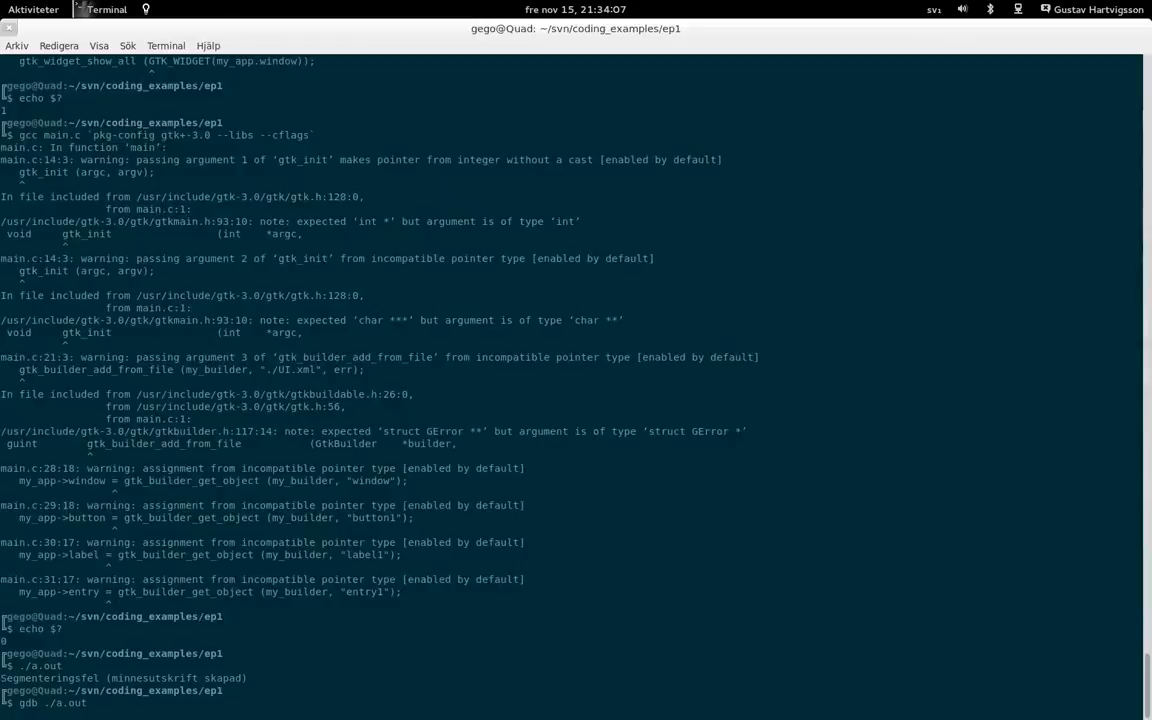 Aktiviteter Terminal fre nov 15, 21:34:07 sv₁ Gustav Hartvigsson
gego@Quad: ~/svn/coding_examples/ep1
Arkiv Redigera Visa Sök Terminal Hjälp
gtk_widget_show_all (GTK_WIDGET(my_app.window));
^
gego@Quad:~/svn/coding_examples/ep1
$ echo $?
1
gego@Quad:~/svn/coding_examples/ep1
$ gcc main.c `pkg-config gtk+-3.0 --libs --cflags`
main.c: In function ‘main’:
main.c:14:3: warning: passing argument 1 of ‘gtk_init’ makes pointer from integer without a cast [enabled by default]
gtk_init (argc, argv);
^
In file included from /usr/include/gtk-3.0/gtk/gtk.h:128:0,
from main.c:1:
/usr/include/gtk-3.0/gtk/gtkmain.h:93:10: note: expected ‘int *’ but argument is of type ‘int’
void gtk_init (int *argc,
^
main.c:14:3: warning: passing argument 2 of ‘gtk_init’ from incompatible pointer type [enabled by default]
gtk_init (argc, argv);
^
In file included from /usr/include/gtk-3.0/gtk/gtk.h:128:0,
from main.c:1:
/usr/include/gtk-3.0/gtk/gtkmain.h:93:10: note: expected ‘char ***’ but argument is of type ‘char **’
void gtk_init (int *argc,
^
main.c:21:3: warning: passing argument 3 of ‘gtk_builder_add_from_file’ from incompatible pointer type [enabled by default]
gtk_builder_add_from_file (my_builder, "./UI.xml", err);
^
In file included from /usr/include/gtk-3.0/gtk/gtkbuildable.h:26:0,
from /usr/include/gtk-3.0/gtk/gtk.h:56,
from main.c:1:
/usr/include/gtk-3.0/gtk/gtkbuilder.h:117:14: note: expected ‘struct GError **’ but argument is of type ‘struct GError *’
guint gtk_builder_add_from_file (GtkBuilder *builder,
^
main.c:28:18: warning: assignment from incompatible pointer type [enabled by default]
my_app->window = gtk_builder_get_object (my_builder, "window");
^
main.c:29:18: warning: assignment from incompatible pointer type [enabled by default]
my_app->button = gtk_builder_get_object (my_builder, "button1");
^
main.c:30:17: warning: assignment from incompatible pointer type [enabled by default]
my_app->label = gtk_builder_get_object (my_builder, "label1");
^
main.c:31:17: warning: assignment from incompatible pointer type [enabled by default]
my_app->entry = gtk_builder_get_object (my_builder, "entry1");
^
gego@Quad:~/svn/coding_examples/ep1
$ echo $?
0
gego@Quad:~/svn/coding_examples/ep1
$ ./a.out
Segmenteringsfel (minnesutskrift skapad)
gego@Quad:~/svn/coding_examples/ep1
$ gdb ./a.out